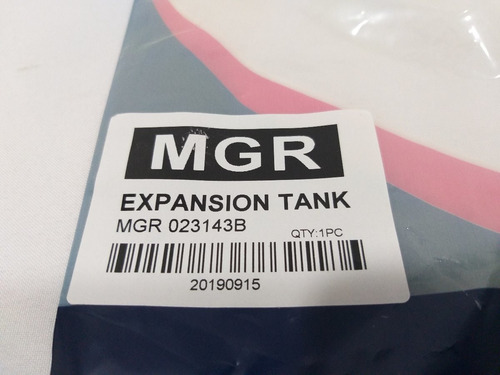 MGR
EXPANSION TANK
MGR 023143B
QTY:1PC
20190915